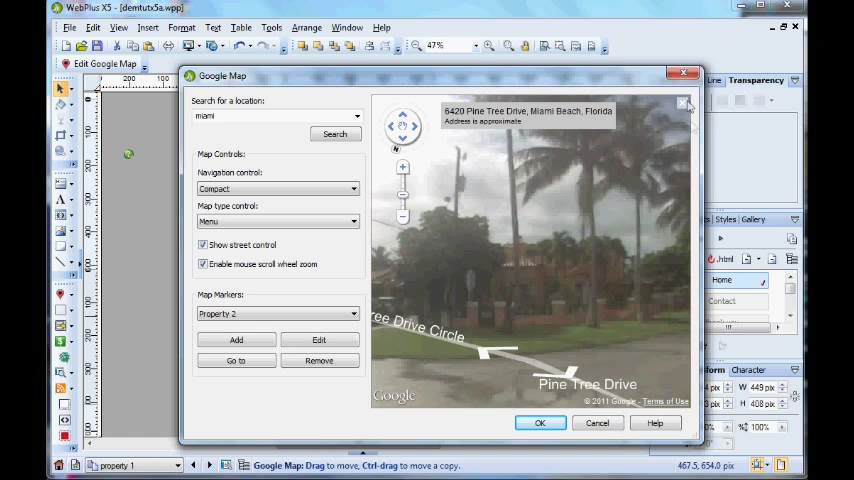 WebPlus X5 - [demtutx5a.wpp]
File Edit View Insert Format Text Table Tools Arrange Window Help
47%
Edit Google Map
Line Transparency
Google Map
Search for a location:
miami
Search
Map Controls:
Navigation control:
Compact
Map type control:
Menu
Show street control
Enable mouse scroll wheel zoom
Map Markers:
Property 2
Add Edit
Go to Remove
6420 Pine Tree Drive, Miami Beach, Florida
Address is approximate
ree Drive Circle
Pine Tree Drive
Google
© 2011 Google - Terms of Use
OK Cancel Help
Styles Gallery
.html
Home
Contact
Character
W 449 pix
H 408 pix
property 1
Google Map: Drag to move, Ctrl-drag to move a copy.
467.5, 654.0 pix